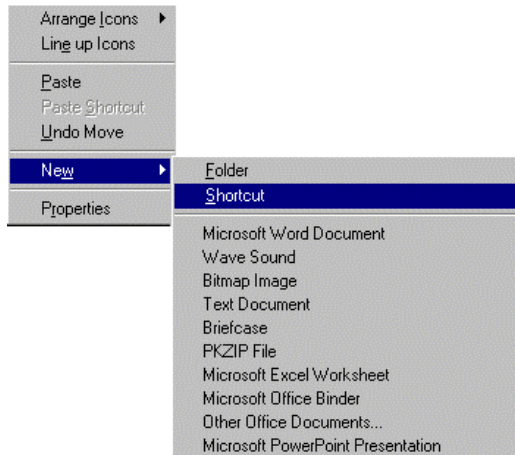 Arrange Icons
Line up Icons
Paste
Paste Shortcut
Undo Move
New
Properties
Folder
Shortcut
Microsoft Word Document
Wave Sound
Bitmap Image
Text Document
Briefcase
PKZIP File
Microsoft Excel Worksheet
Microsoft Office Binder
Other Office Documents...
Microsoft PowerPoint Presentation